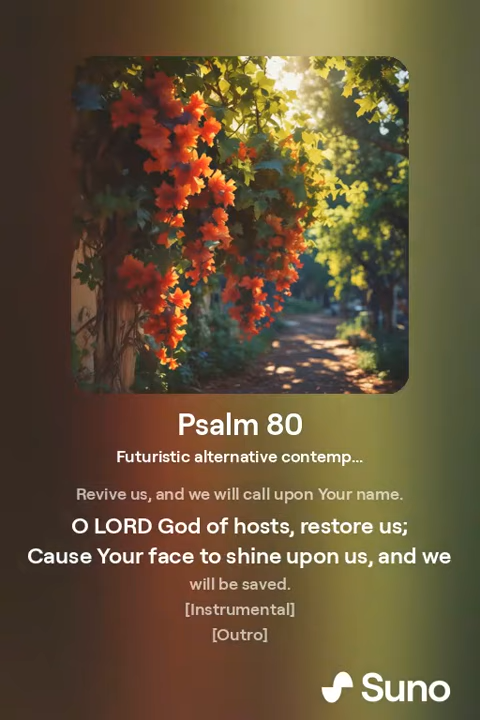 Psalm 80
Futuristic alternative contemp...
Revive us, and we will call upon Your name.
O LORD God of hosts, restore us;
Cause Your face to shine upon us, and we
will be saved.
[Instrumental]
[Outro]
Suno